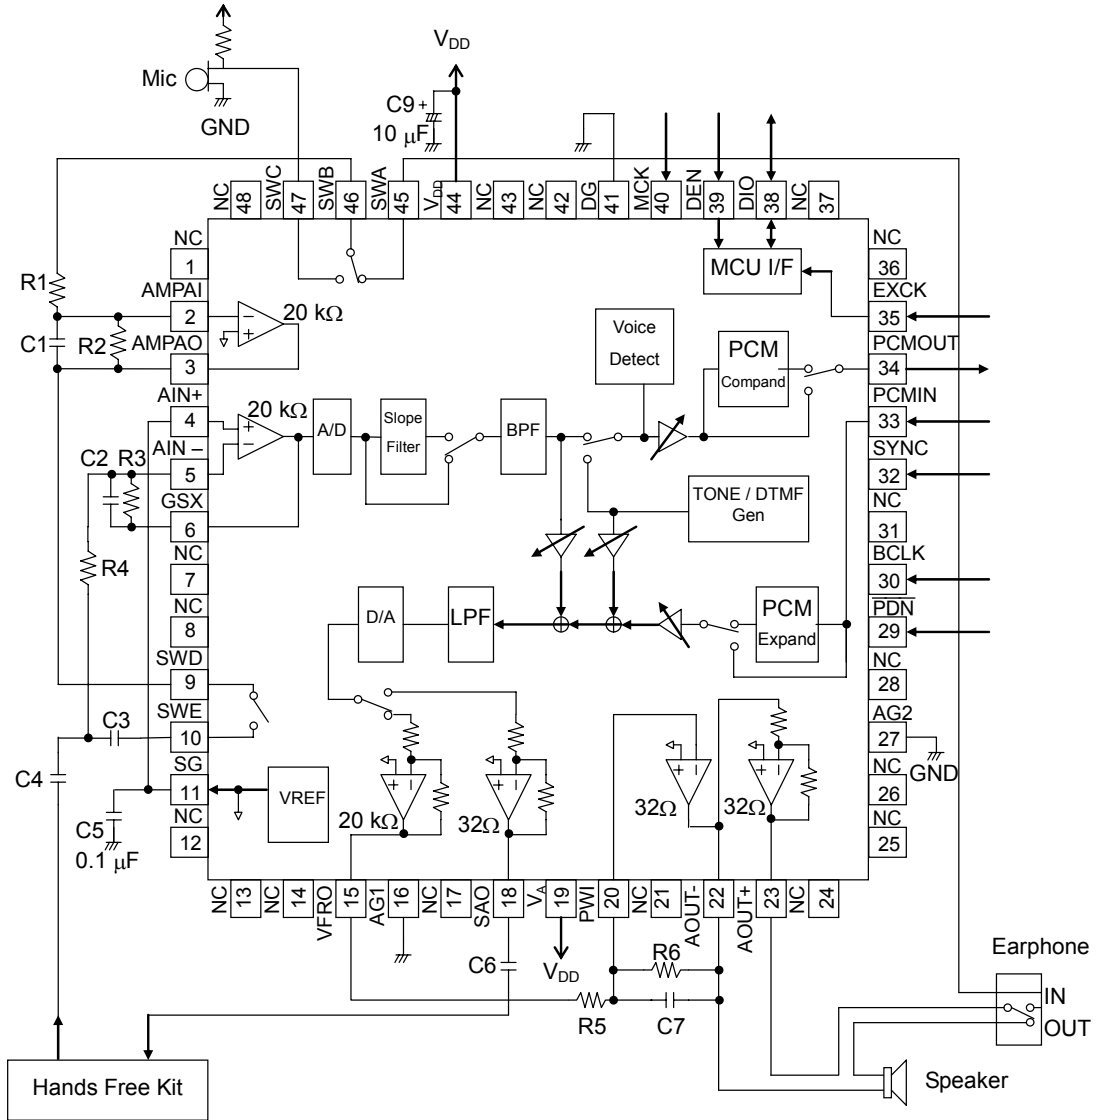 V_DD
Mic
GND
C9 +
10 μF
NC
48
SWC
47
SWB
46
SWA
45
V_DD
44
NC
43
NC
42
DG
41
MCK
40
DEN
39
DIO
38
NC
37
NC
1
R1
AMPAI
2
C1
R2
AMPAO
3
AIN+
4
C2
R3
AIN –
5
GSX
6
NC
7
R4
NC
8
SWD
9
SWE
10
C3
C4
SG
11
C5
0.1 μF
NC
12
NC
36
EXCK
35
PCMOUT
34
PCMIN
33
SYNC
32
NC
31
BCLK
30
PDN
29
NC
28
AG2
27
GND
NC
26
NC
25
MCU I/F
– +
20 kΩ
Voice
Detect
PCM
Compand
+ –
20 kΩ
A/D
Slope
Filter
BPF
TONE / DTMF
Gen
D/A
LPF
PCM
Expand
VREF
+ –
20 kΩ
+ –
32Ω
+ –
32Ω
+ –
32Ω
NC
13
NC
14
VFRO
15
AG1
16
NC
17
SAO
18
V_A
19
PWI
20
NC
21
AOUT-
22
AOUT+
23
NC
24
C6
V_DD
R6
R5
C7
Earphone
IN
OUT
Speaker
Hands Free Kit